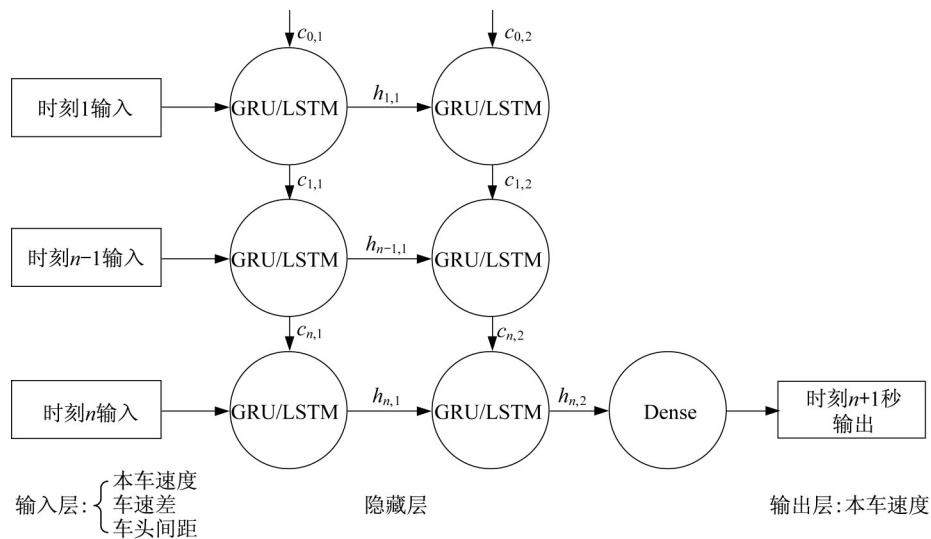 c0,1
c0,2
时刻1输入
GRU/LSTM
h1,1
GRU/LSTM
c1,1
c1,2
时刻n−1输入
GRU/LSTM
hn−1,1
GRU/LSTM
cn,1
cn,2
时刻n输入
GRU/LSTM
hn,1
GRU/LSTM
hn,2
Dense
时刻n+1秒
输出
输入层:
本车速度
车速差
车头间距
隐藏层
输出层:本车速度